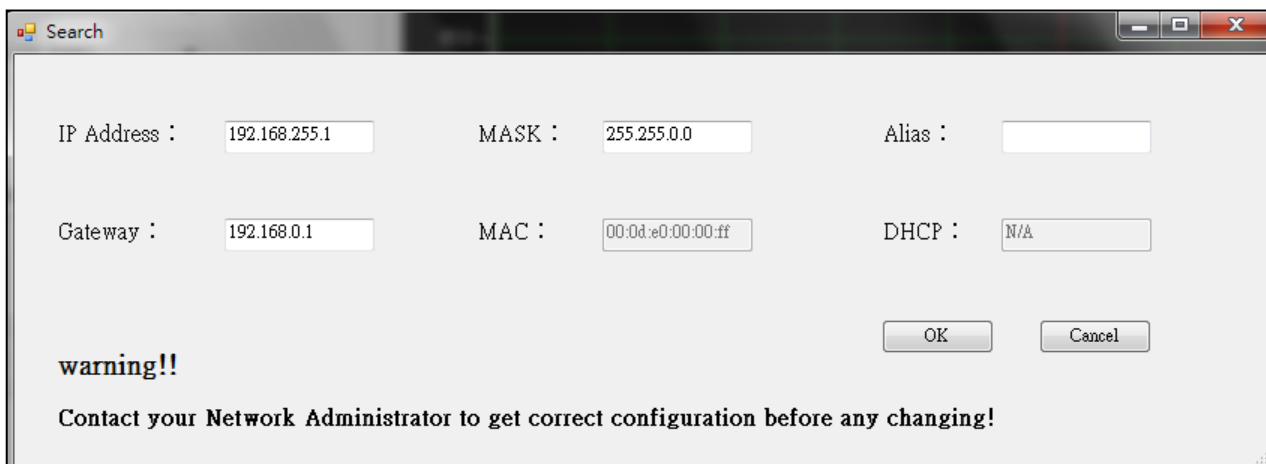 Search
IP Address： 192.168.255.1 MASK： 255.255.0.0 Alias：
Gateway： 192.168.0.1 MAC： 00:0d:e0:00:00:ff DHCP： N/A
OK Cancel
warning!!
Contact your Network Administrator to get correct configuration before any changing!